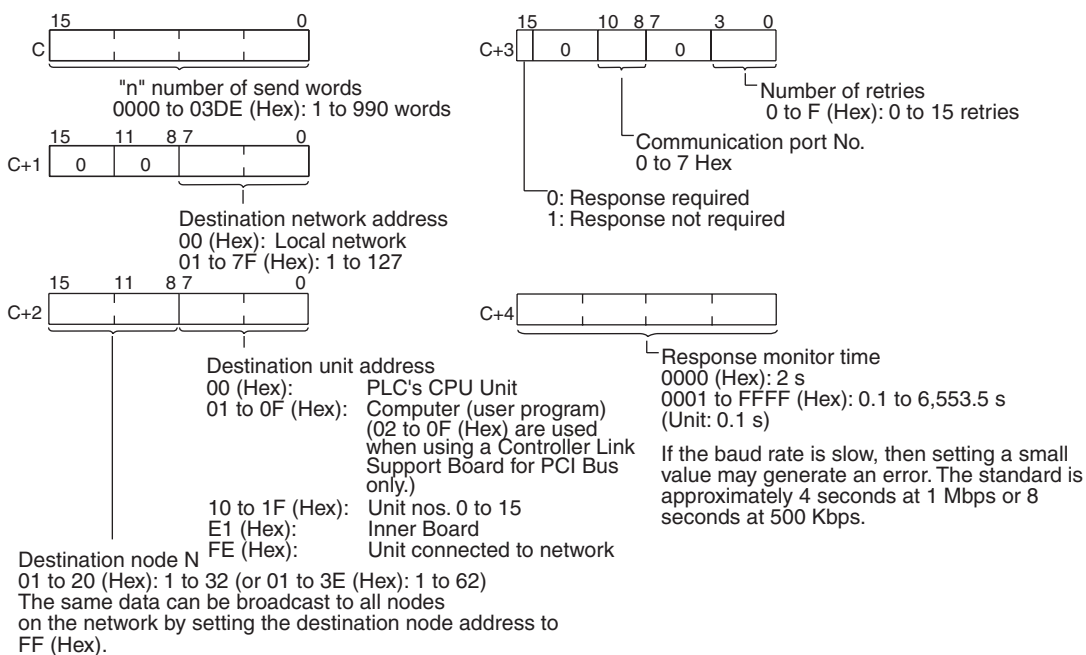 15 0
C
"n" number of send words
0000 to 03DE (Hex): 1 to 990 words
15 11 8 7 0
C+1 0 0
Destination network address
00 (Hex): Local network
01 to 7F (Hex): 1 to 127
15 11 8 7 0
C+2
Destination unit address
00 (Hex): PLC's CPU Unit
01 to 0F (Hex): Computer (user program)
(02 to 0F (Hex) are used
when using a Controller Link
Support Board for PCI Bus
only.)
10 to 1F (Hex): Unit nos. 0 to 15
E1 (Hex): Inner Board
FE (Hex): Unit connected to network
Destination node N
01 to 20 (Hex): 1 to 32 (or 01 to 3E (Hex): 1 to 62)
The same data can be broadcast to all nodes
on the network by setting the destination node address to
FF (Hex).
15 10 8 7 3 0
C+3 0 0
Number of retries
0 to F (Hex): 0 to 15 retries
Communication port No.
0 to 7 Hex
0: Response required
1: Response not required
C+4
Response monitor time
0000 (Hex): 2 s
0001 to FFFF (Hex): 0.1 to 6,553.5 s
(Unit: 0.1 s)
If the baud rate is slow, then setting a small
value may generate an error. The standard is
approximately 4 seconds at 1 Mbps or 8
seconds at 500 Kbps.